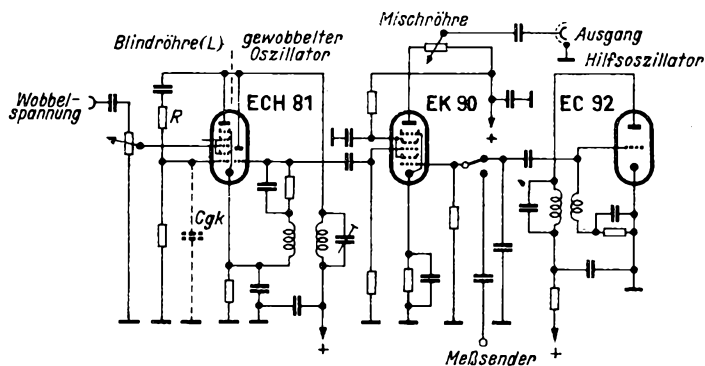 Mischröhre
Blindröhre(L)
gewobbelter
Oszillator
Ausgang
Hilfsoszillator
Wobbel-
spannung
R
ECH 81
EK 90
EC 92
Cgk
+
+
+
Meßsender